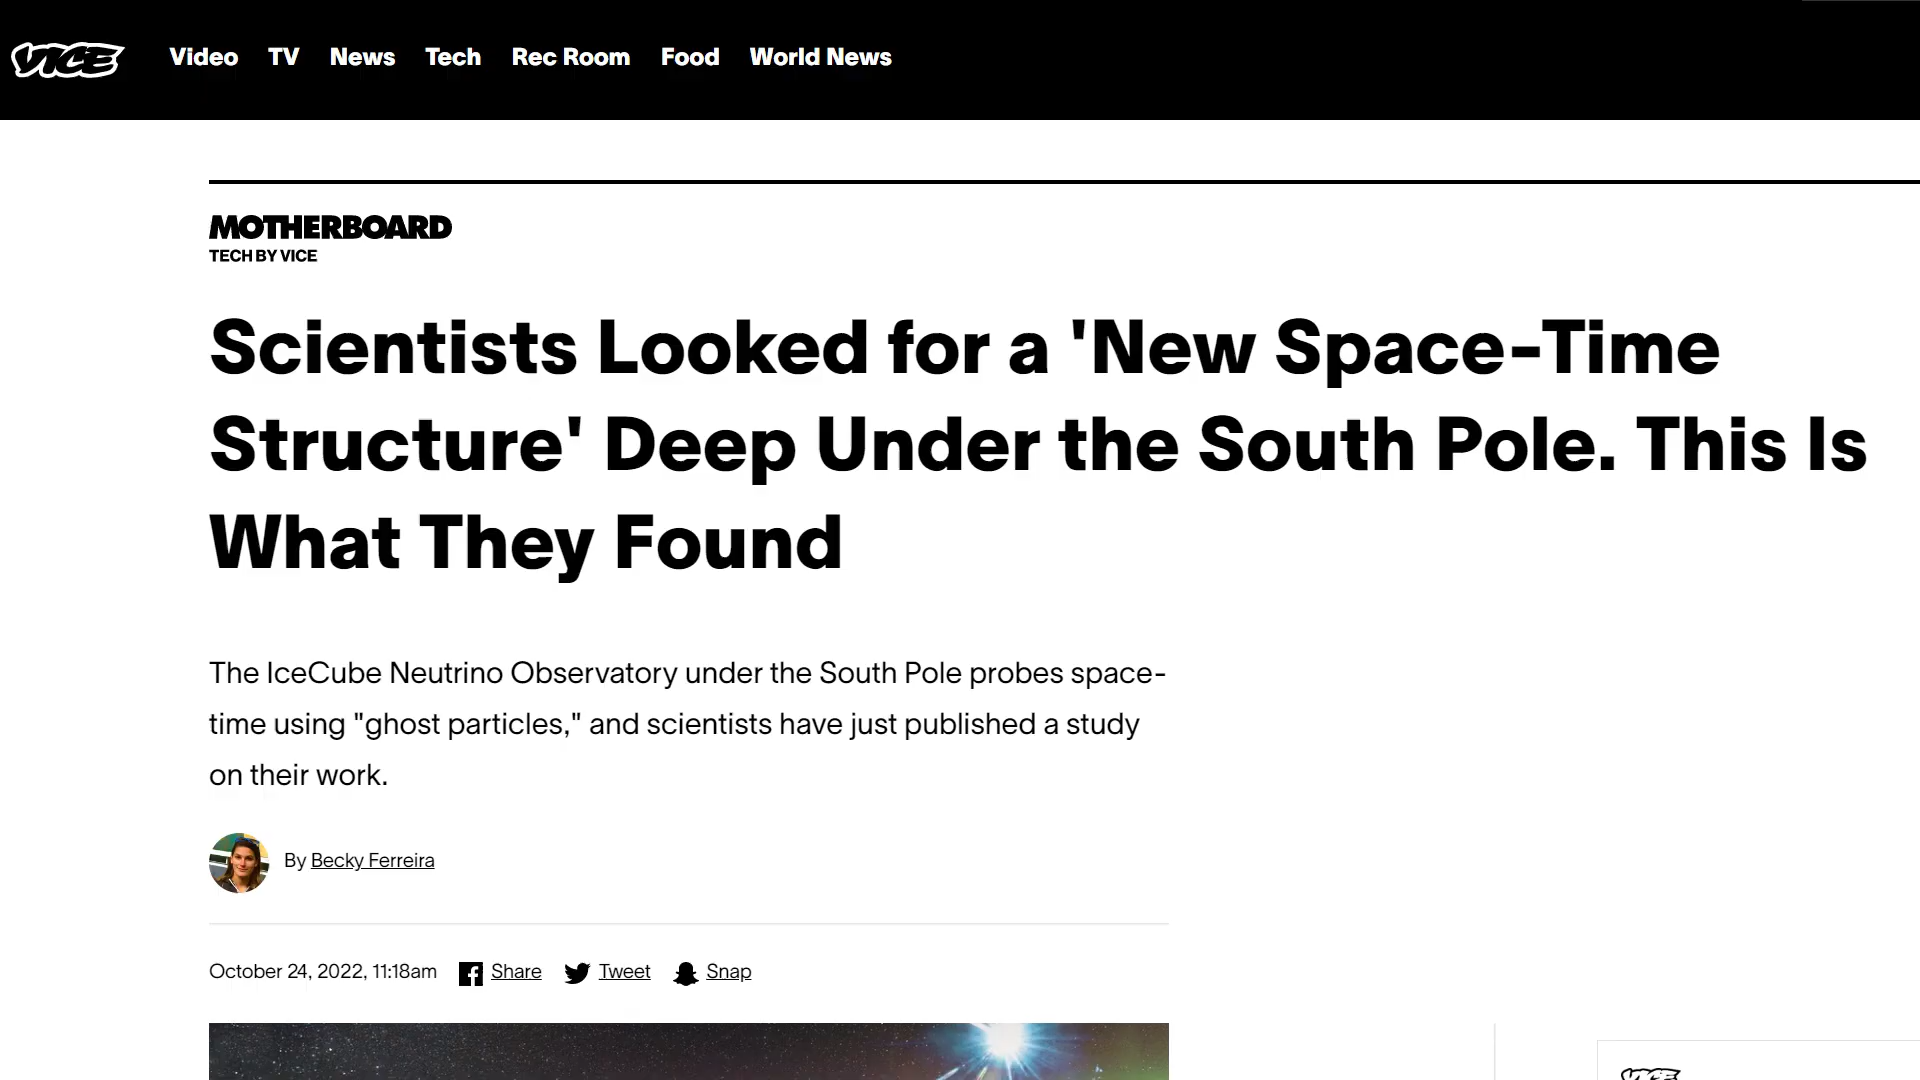 VICE Video TV News Tech Rec Room Food World News
MOTHERBOARD
TECH BY VICE
Scientists Looked for a 'New Space-Time
Structure' Deep Under the South Pole. This Is
What They Found
The IceCube Neutrino Observatory under the South Pole probes space-
time using "ghost particles," and scientists have just published a study
on their work.
By Becky Ferreira
October 24, 2022, 11:18am Share Tweet Snap
VICE